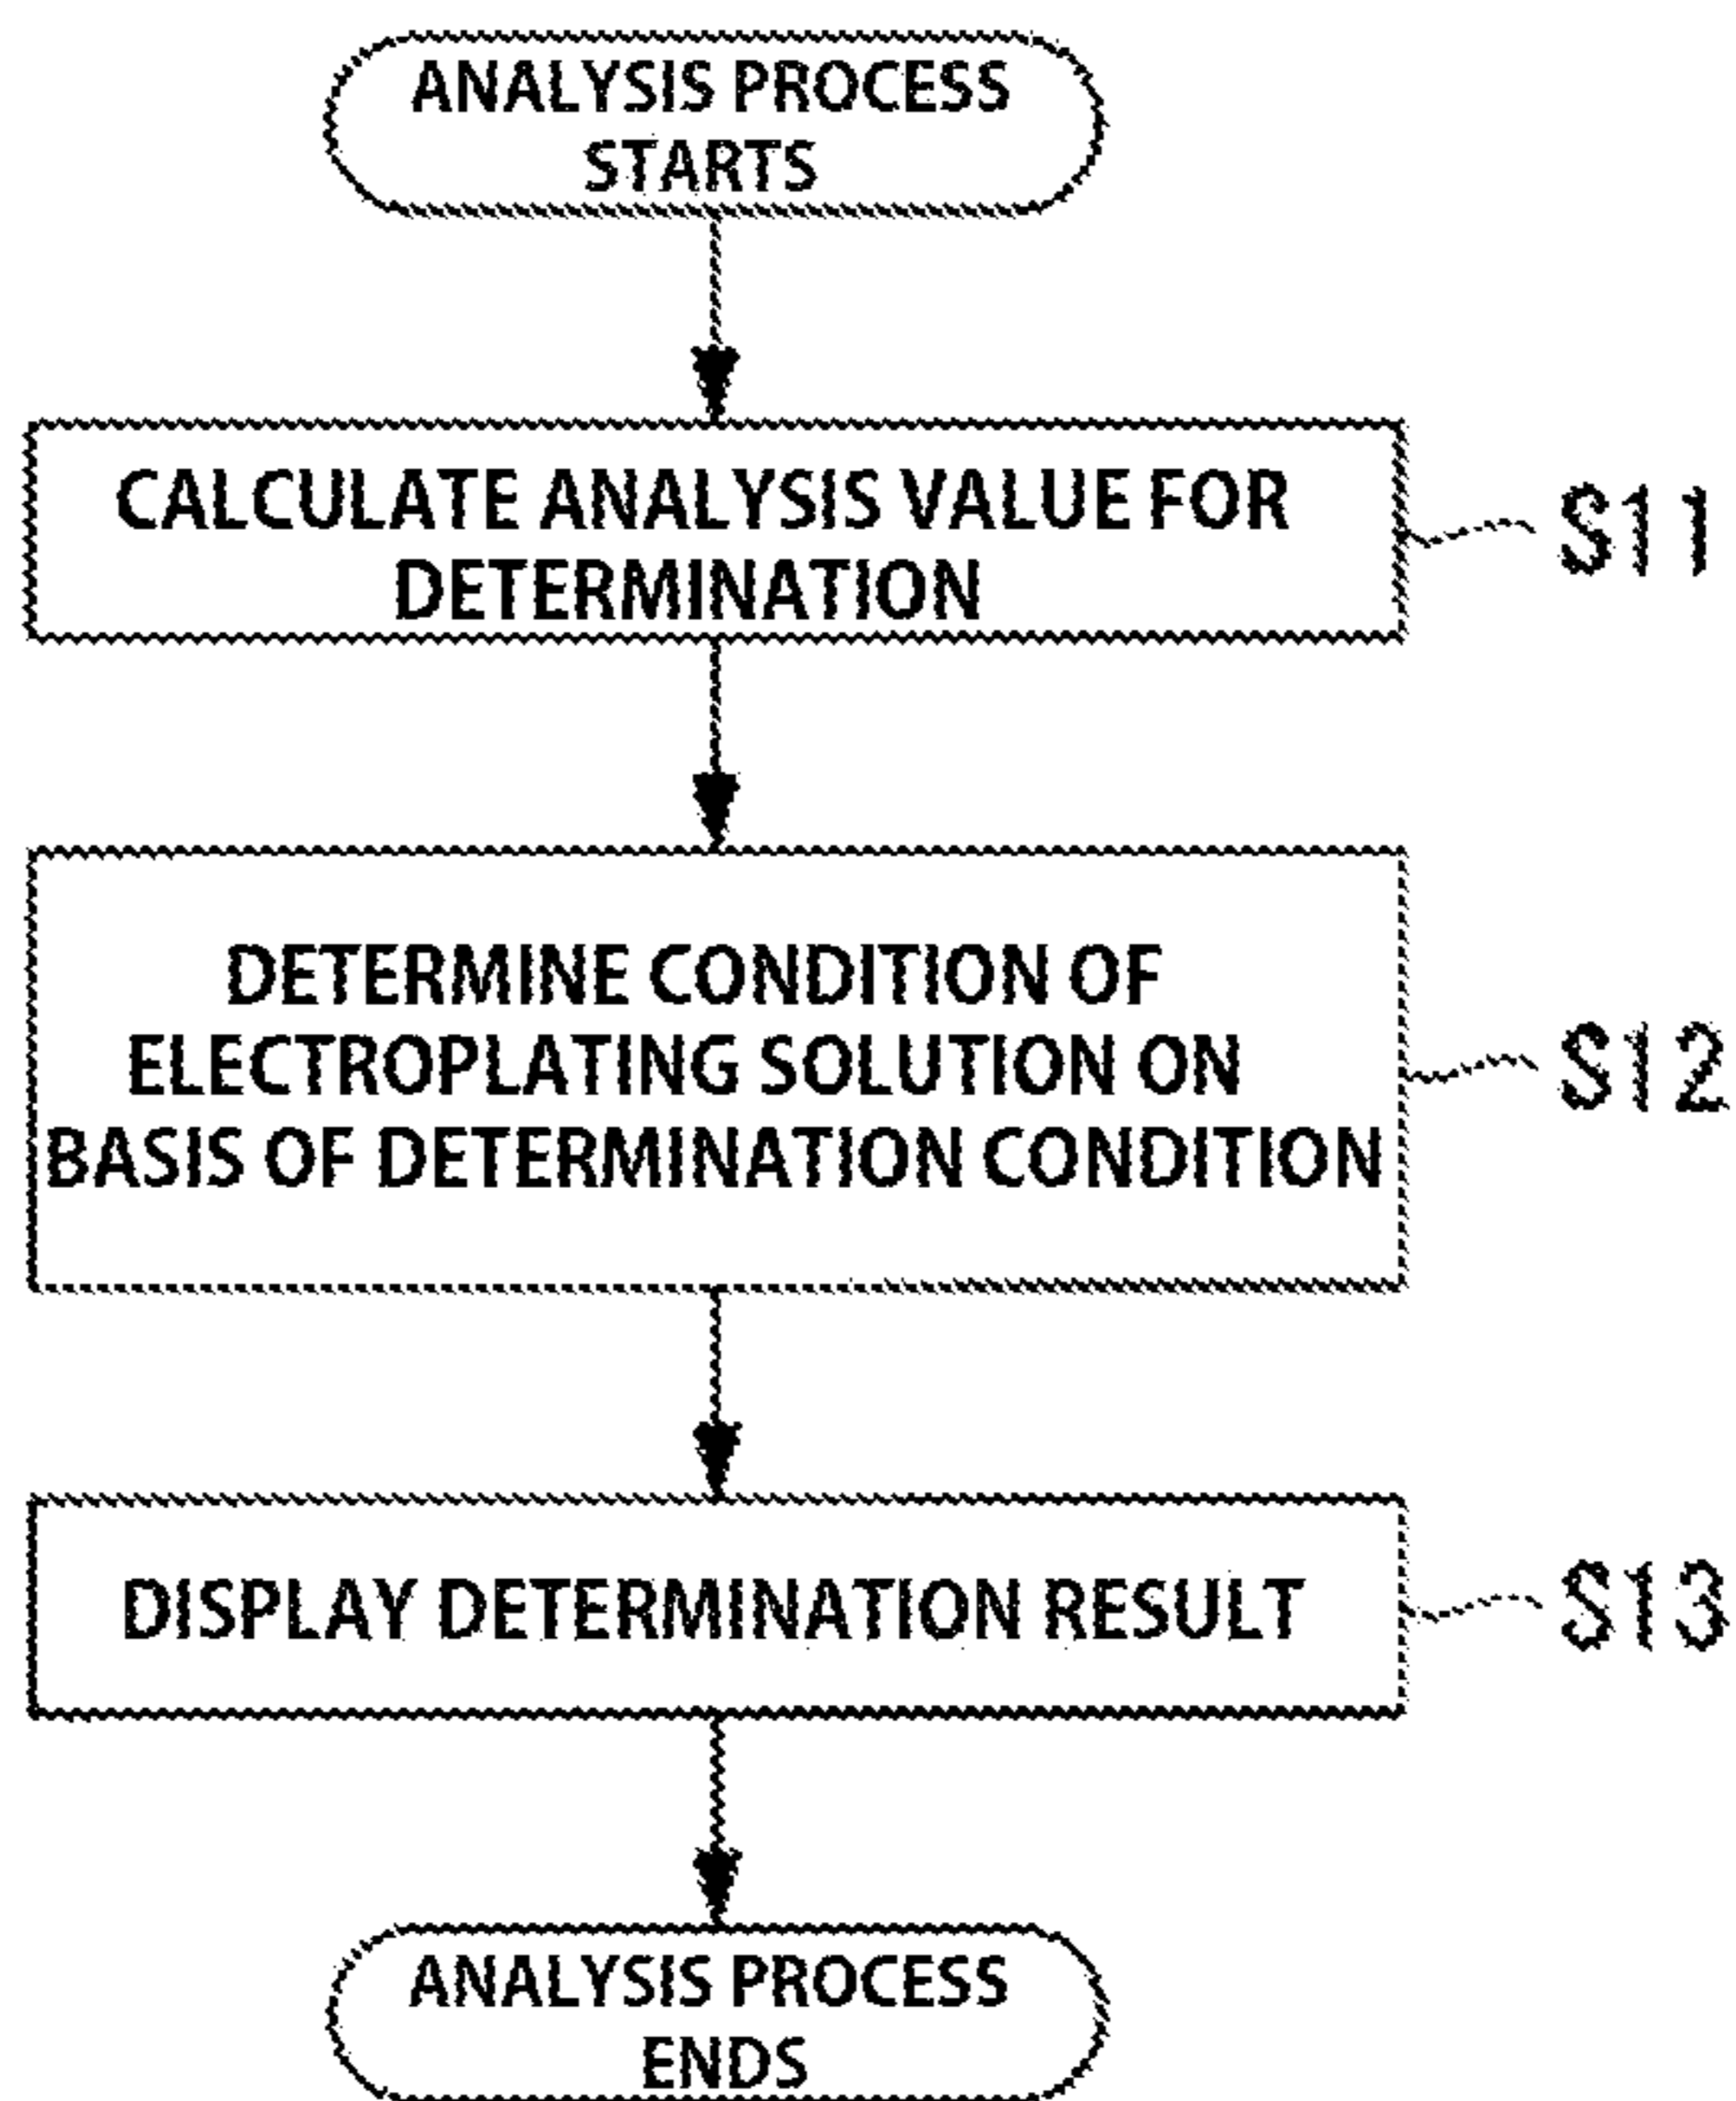 ANALYSIS PROCESS
STARTS
CALCULATE ANALYSIS VALUE FOR
DETERMINATION
S11
DETERMINE CONDITION OF
ELECTROPLATING SOLUTION ON
BASIS OF DETERMINATION CONDITION
S12
DISPLAY DETERMINATION RESULT
S13
ANALYSIS PROCESS
ENDS